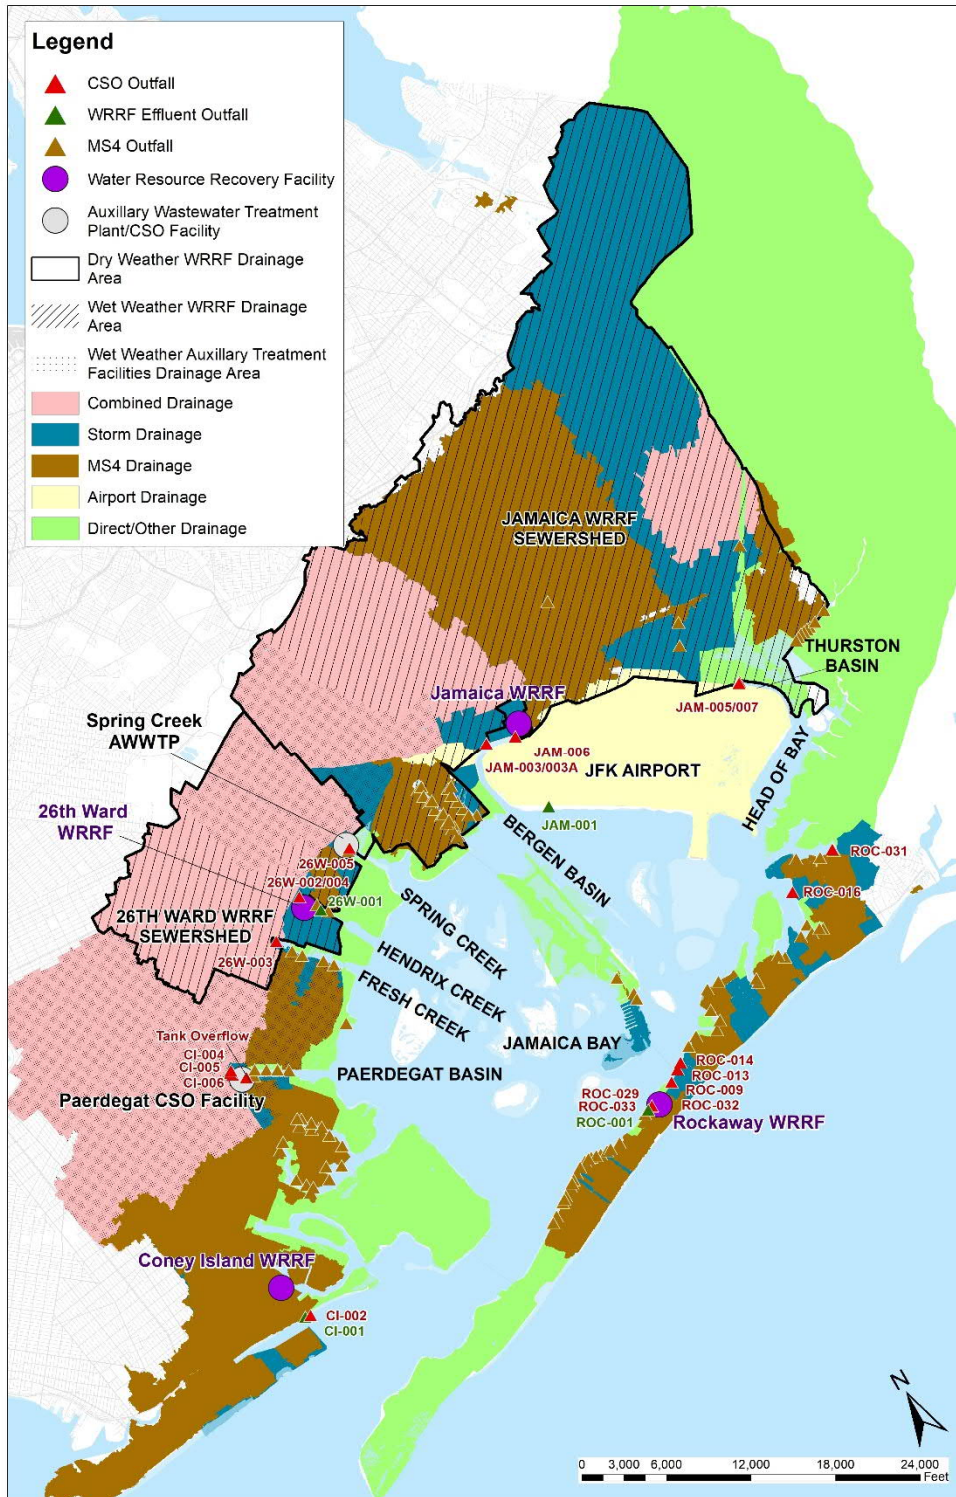 Legend
CSO Outfall
WRRF Effluent Outfall
MS4 Outfall
Water Resource Recovery Facility
Auxillary Wastewater Treatment
Plant/CSO Facility
Dry Weather WRRF Drainage
Area
Wet Weather WRRF Drainage
Area
Wet Weather Auxillary Treatment
Facilities Drainage Area
Combined Drainage
Storm Drainage
MS4 Drainage
Airport Drainage
Direct/Other Drainage
JAMAICA WRRF
SEWERSHED
THURSTON
BASIN
Jamaica WRRF
JAM-005/007
Spring Creek
AWWTP
JAM-006
JAM-003/003A
JFK AIRPORT
HEAD OF BAY
26th Ward
WRRF
JAM-001
BERGEN BASIN
ROC-031
26W-005
26W-002/004
ROC-016
26W-001
26TH WARD WRRF
SEWERSHED
26W-003
SPRING CREEK
HENDRIX CREEK
FRESH CREEK
Tank Overflow
CI-004
CI-005
CI-006
JAMAICA BAY
PAERDEGAT BASIN
Paerdegat CSO Facility
ROC-014
ROC-013
ROC-009
ROC-032
ROC-029
ROC-033
ROC-001
Rockaway WRRF
Coney Island WRRF
CI-002
CI-001
N
0 3,000 6,000 12,000 18,000 24,000
Feet